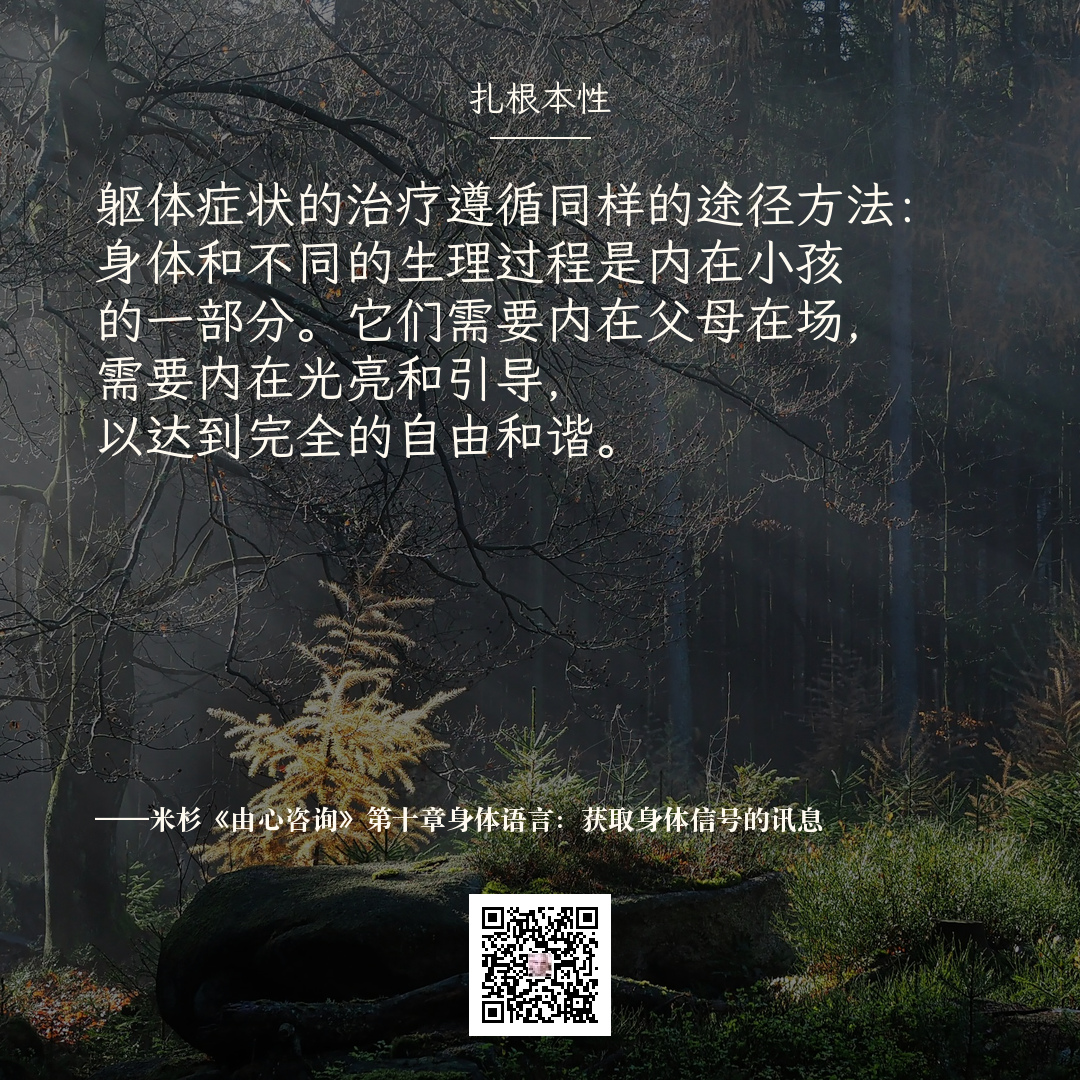 扎根本性
躯体症状的治疗遵循同样的途径方法：
身体和不同的生理过程是内在小孩
的一部分。它们需要内在父母在场，
需要内在光亮和引导，
以达到完全的自由和谐。
——米杉《由心咨询》第十章身体语言：获取身体信号的讯息